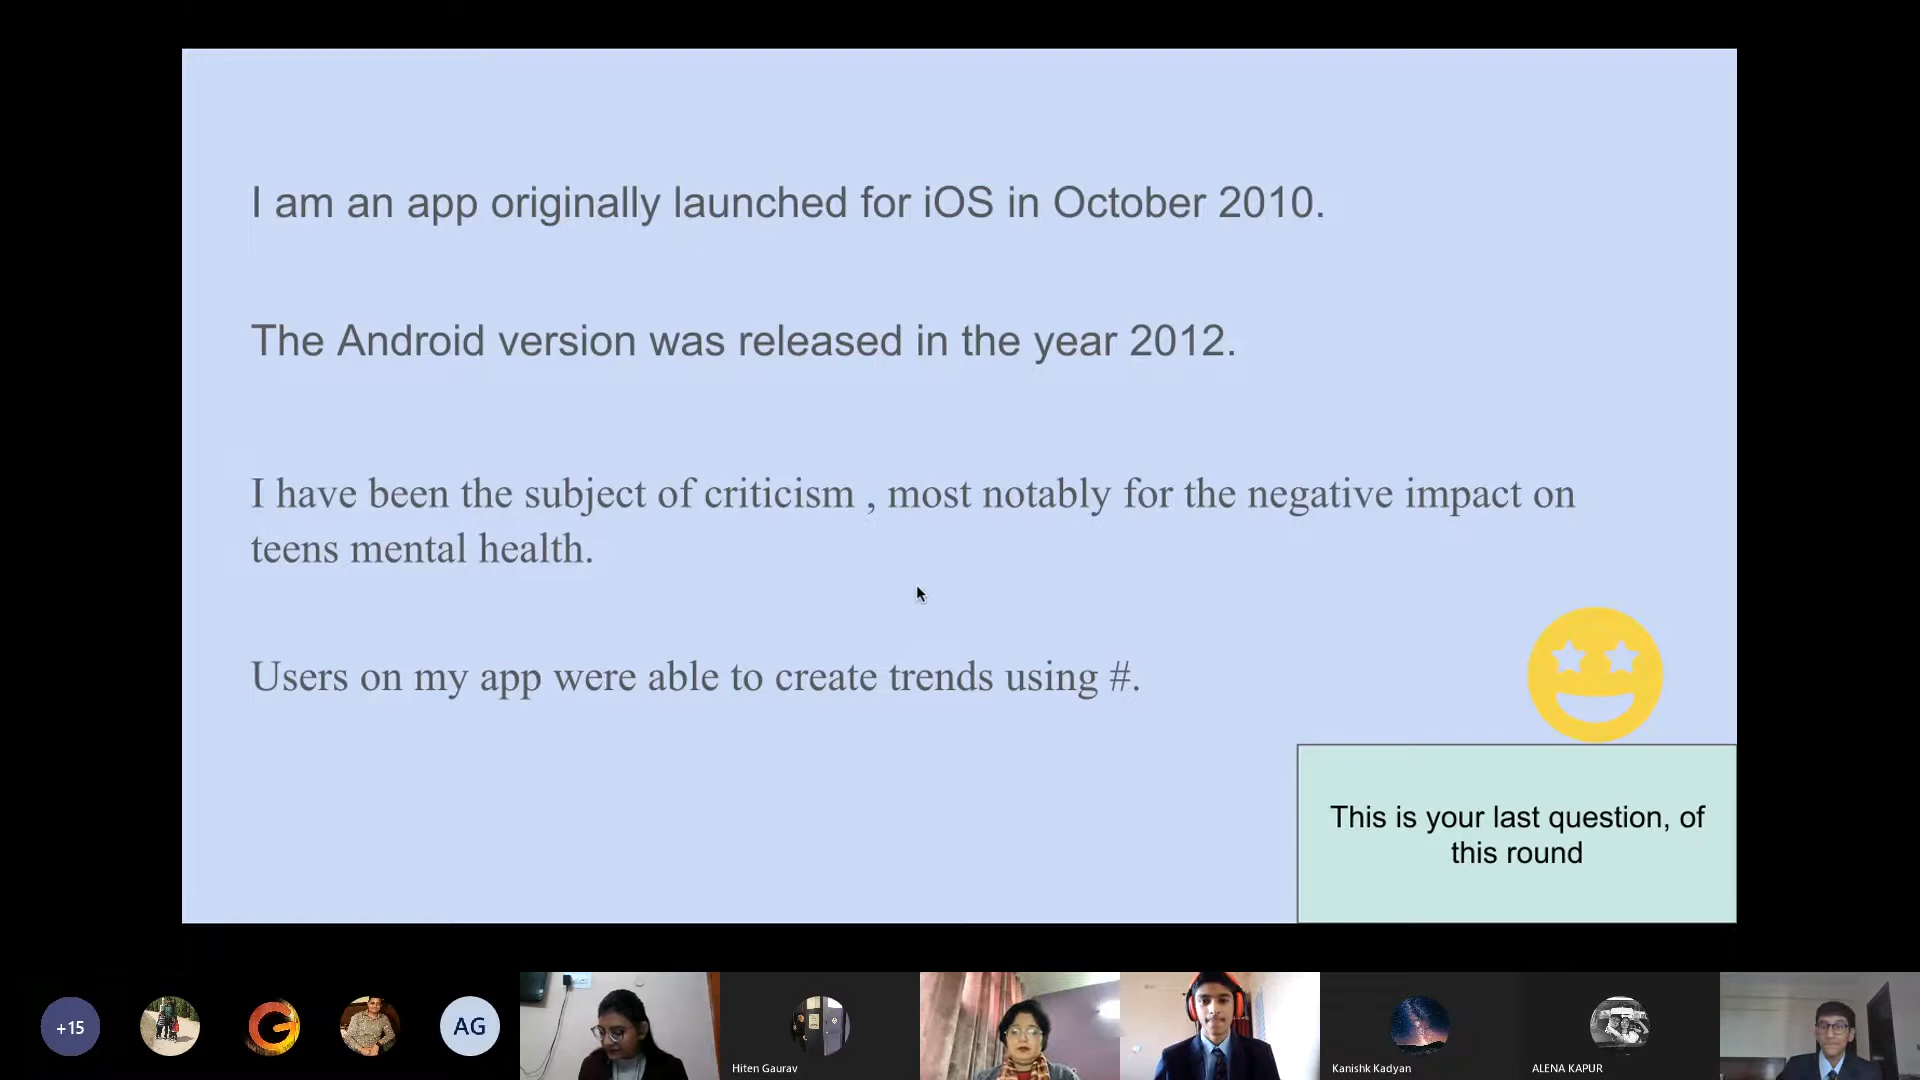 I am an app originally launched for iOS in October 2010.
The Android version was released in the year 2012.
I have been the subject of criticism , most notably for the negative impact on
teens mental health.
Users on my app were able to create trends using #.
This is your last question, of
this round
+15
AG
Hiten Gaurav
Kanishk Kadyan
ALENA KAPUR